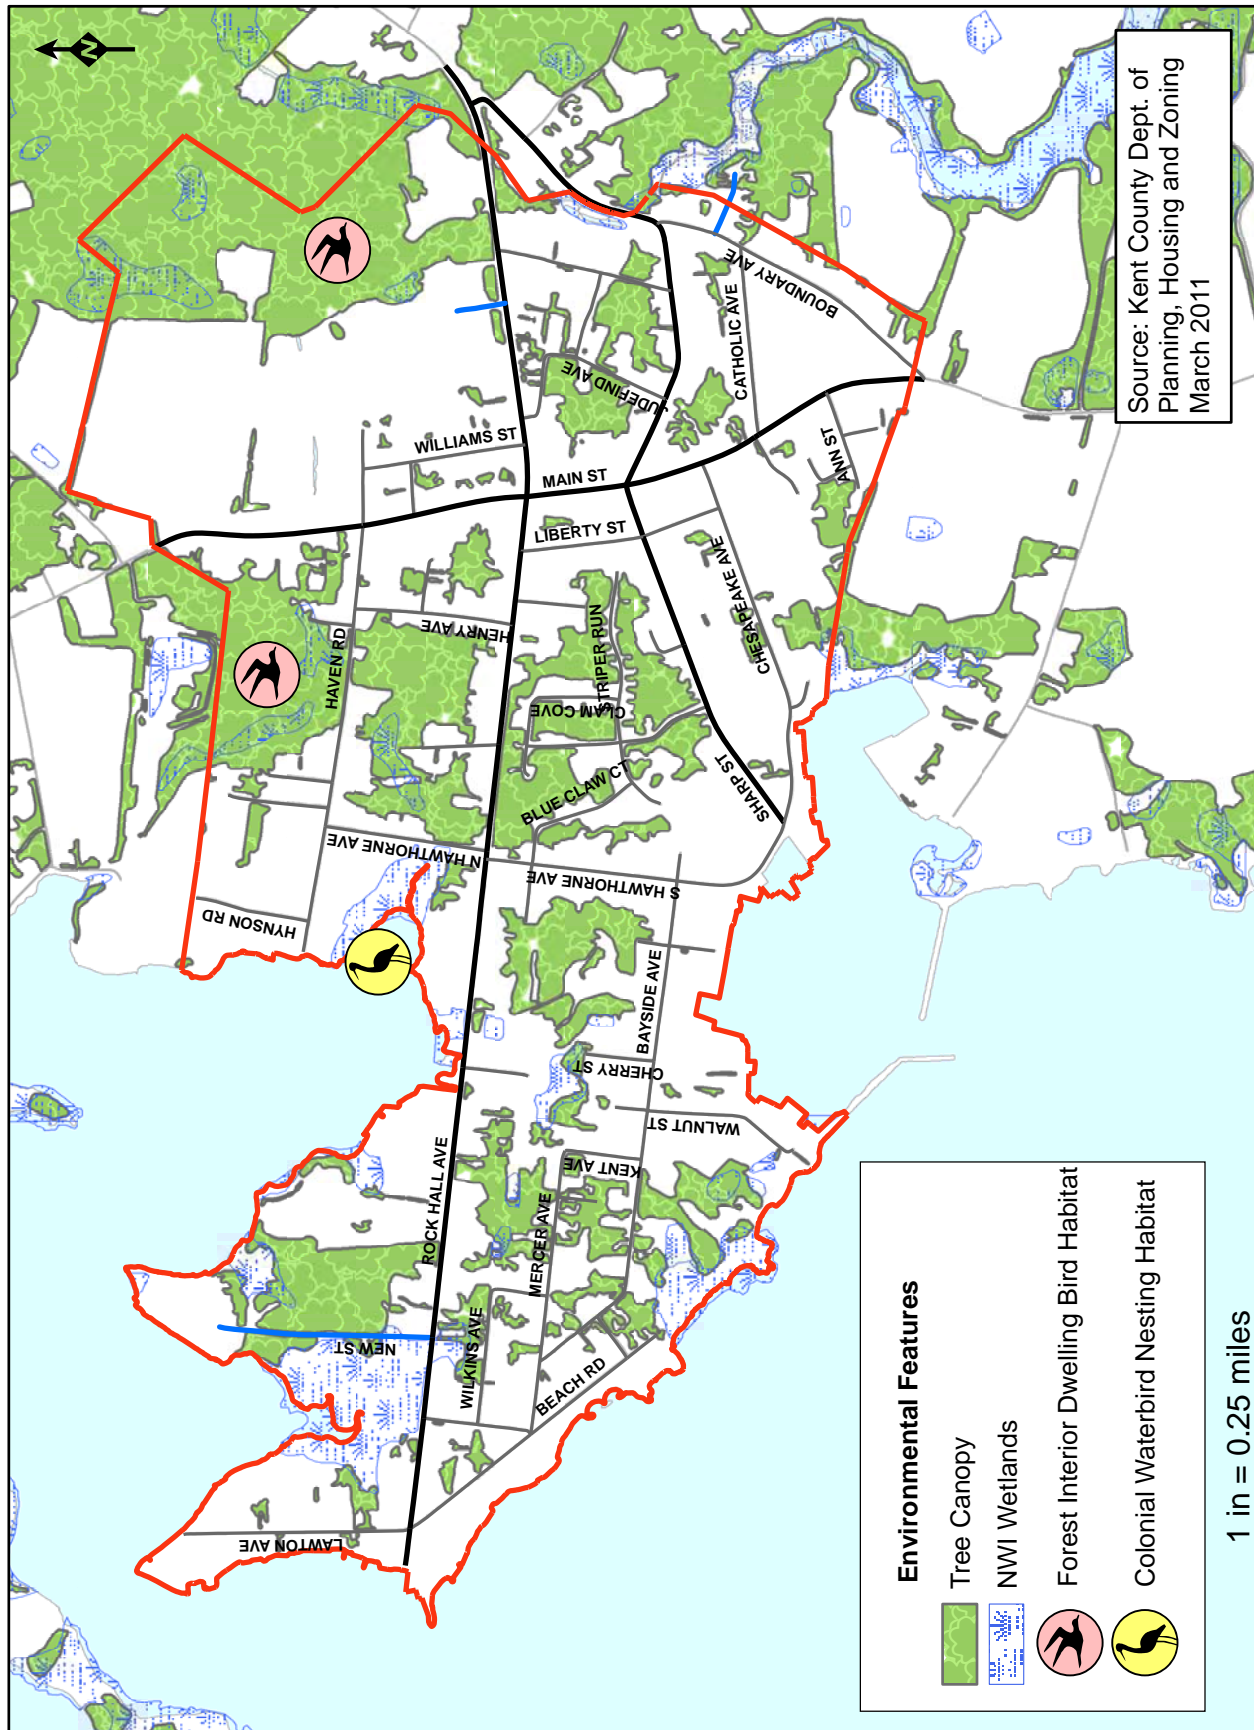 N
WILLIAMS ST
MAIN ST
LIBERTY ST
JUDEFIND AVE
CATHOLIC AVE
BOUNDARY AVE
ANN ST
HENRY AVE
HAVEN RD
STRIPER RUN
CLAM COVE
CHESAPEAKE AVE
BLUE CLAW CT
SHARP ST
N HAWTHORNE AVE
S HAWTHORNE AVE
HYNSON RD
BAYSIDE AVE
CHERRY ST
WALNUT ST
KENT AVE
ROCK HALL AVE
MERCER AVE
NEW ST
WILKINS AVE
BEACH RD
LAWTON AVE
Source: Kent County Dept. of
Planning, Housing and Zoning
March 2011
Environmental Features
Tree Canopy
NWI Wetlands
Forest Interior Dwelling Bird Habitat
Colonial Waterbird Nesting Habitat
1 in = 0.25 miles